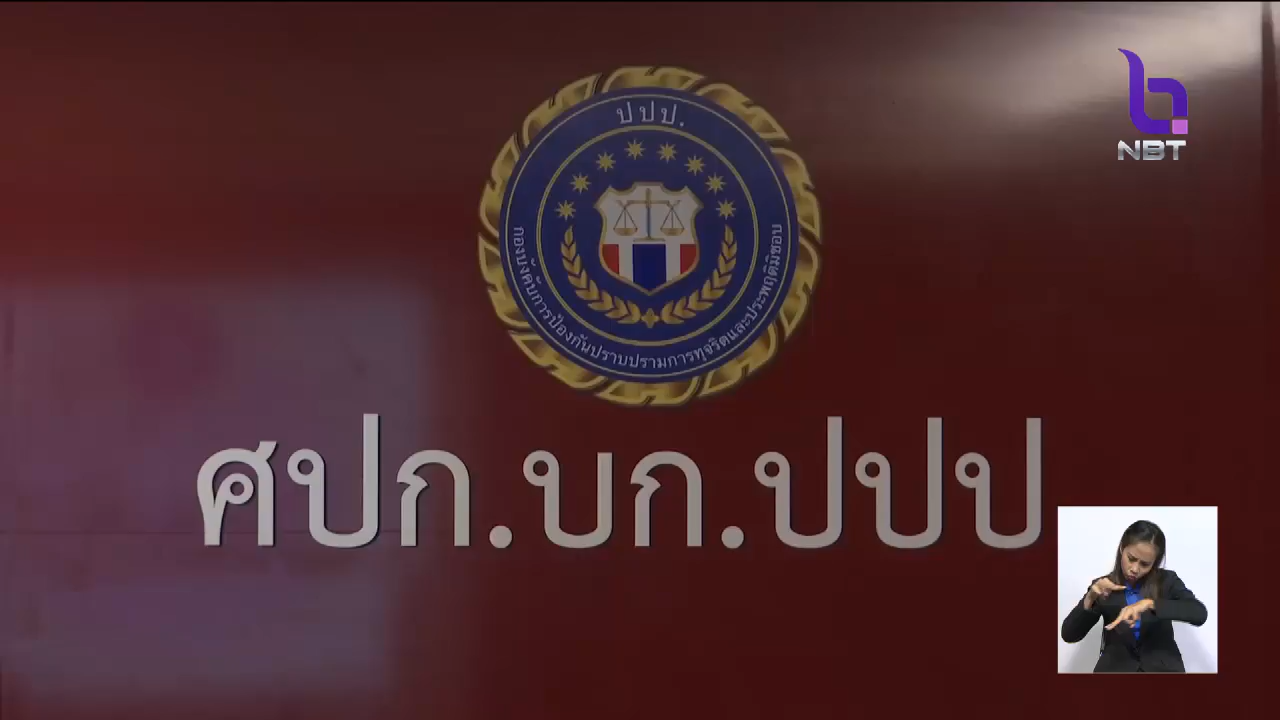 ปปป.
กองบังคับการป้องกันปราบปรามการทุจริตและประพฤติมิชอบ
ศปก.บก.ปปป
NBT